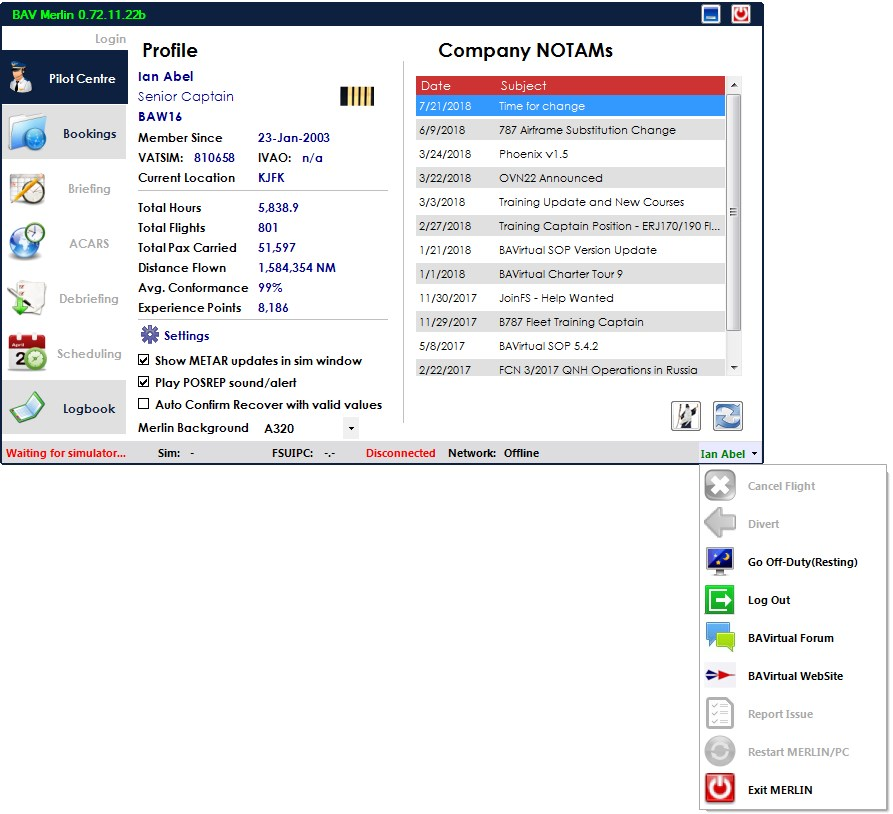 BAV Merlin 0.72.11.22b
Login
Pilot Centre
Bookings
Briefing
ACARS
Debriefing
April
2
Scheduling
Logbook
Profile
Ian Abel
Senior Captain
BAW16
Member Since 23-Jan-2003
VATSIM: 810658 IVAO: n/a
Current Location KJFK
Total Hours 5,838.9
Total Flights 801
Total Pax Carried 51,597
Distance Flown 1,584,354 NM
Avg. Conformance 99%
Experience Points 8,186
Settings
Show METAR updates in sim window
Play POSREP sound/alert
Auto Confirm Recover with valid values
Merlin Background A320
Company NOTAMs
Date Subject
7/21/2018 Time for change
6/9/2018 787 Airframe Substitution Change
3/24/2018 Phoenix v1.5
3/22/2018 OVN22 Announced
3/3/2018 Training Update and New Courses
2/27/2018 Training Captain Position - ERJ170/190 Fl...
1/21/2018 BAVirtual SOP Version Update
1/1/2018 BAVirtual Charter Tour 9
11/30/2017 JoinFS - Help Wanted
11/29/2017 B787 Fleet Training Captain
5/8/2017 BAVirtual SOP 5.4.2
2/22/2017 FCN 3/2017 QNH Operations in Russia
Waiting for simulator... Sim: - FSUIPC: -.- Disconnected Network: Offline Ian Abel
Cancel Flight
Divert
Go Off-Duty(Resting)
Log Out
BAVirtual Forum
BAVirtual WebSite
Report Issue
Restart MERLIN/PC
Exit MERLIN